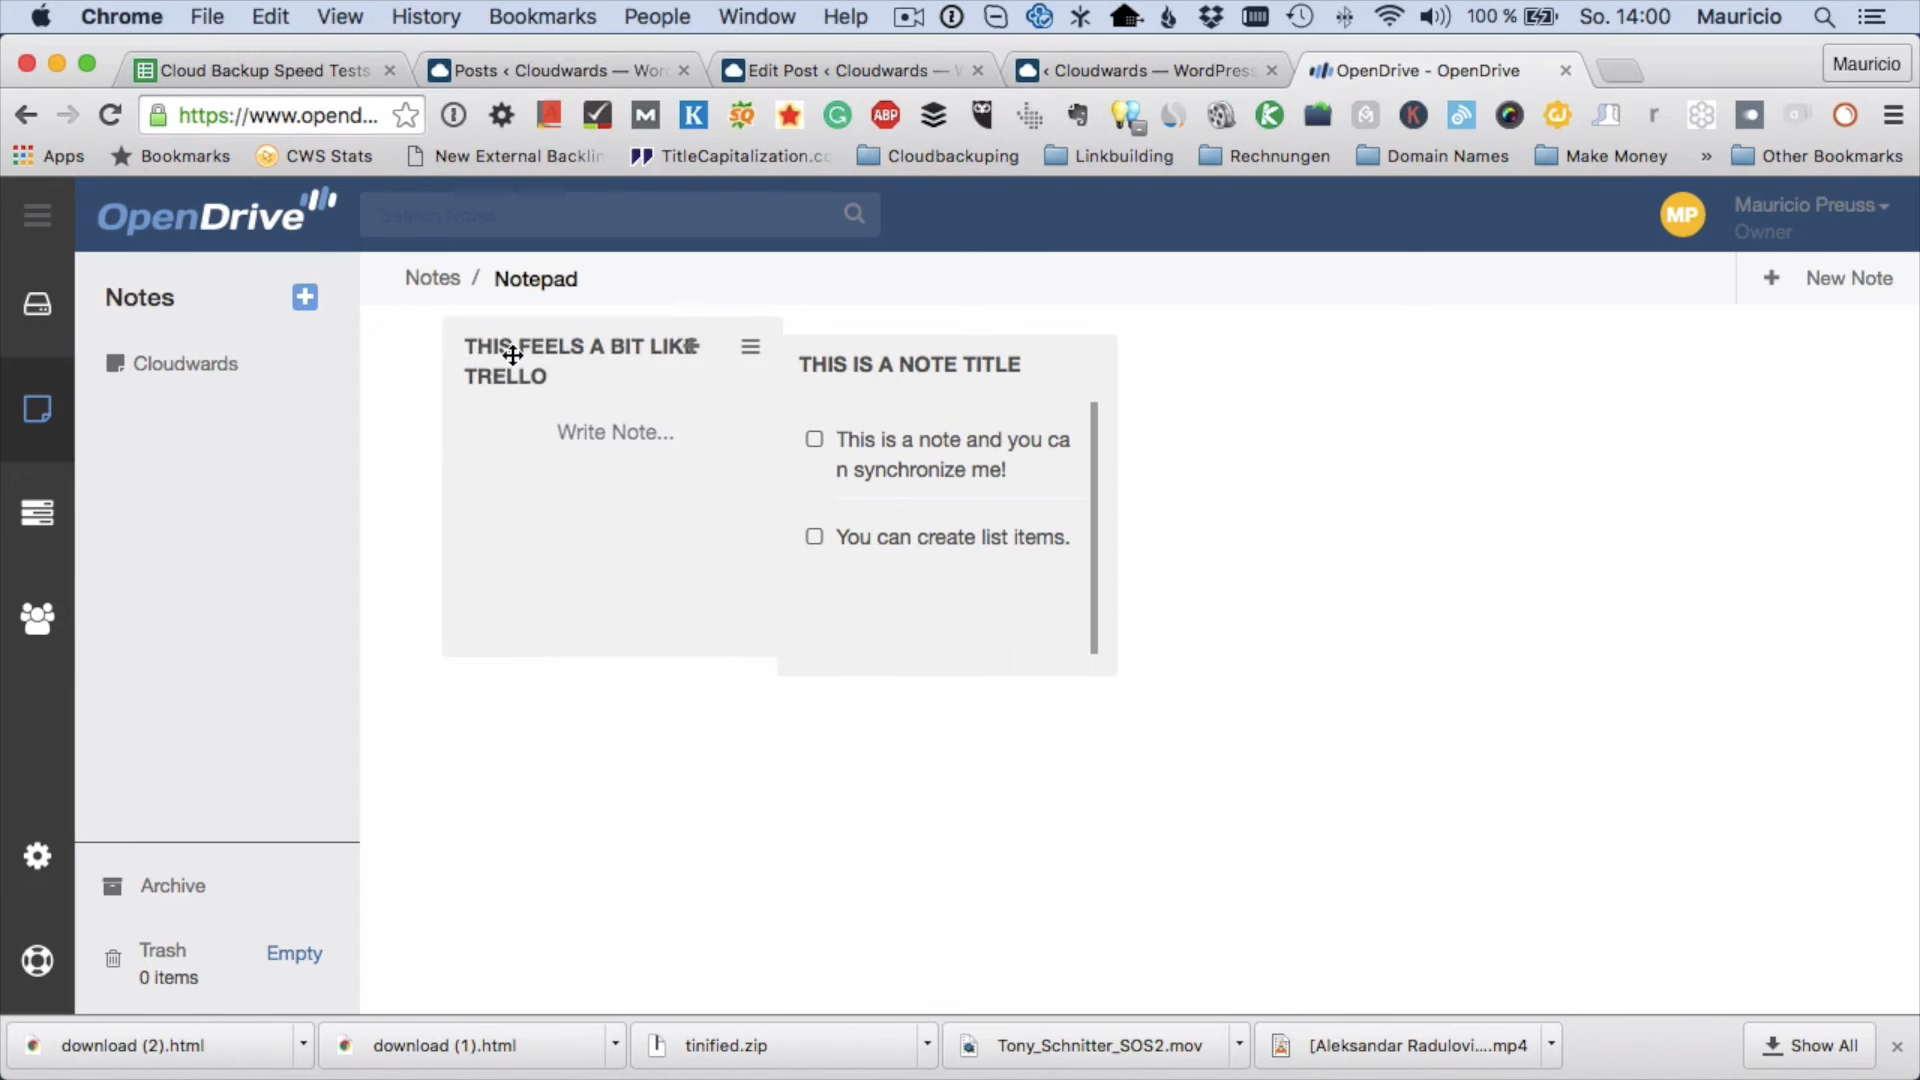 Chrome File Edit View History Bookmarks People Window Help 100 % So. 14:00 Mauricio
Cloud Backup Speed Tests Posts ‹ Cloudwards — Wor Edit Post ‹ Cloudwards — ‹ Cloudwards — WordPress OpenDrive - OpenDrive Mauricio
https://www.opend...
Apps Bookmarks CWS Stats New External Backlin TitleCapitalization.cc Cloudbackuping Linkbuilding Rechnungen Domain Names Make Money » Other Bookmarks
OpenDrive Search Notes MP Mauricio Preuss
Owner
Notes
Notes / Notepad + New Note
Cloudwards
THIS FEELS A BIT LIKE
TRELLO
Write Note...
THIS IS A NOTE TITLE
This is a note and you ca
n synchronize me!
You can create list items.
Archive
Trash Empty
0 items
download (2).html download (1).html tinified.zip Tony_Schnitter_SOS2.mov [Aleksandar Radulovi....mp4 Show All